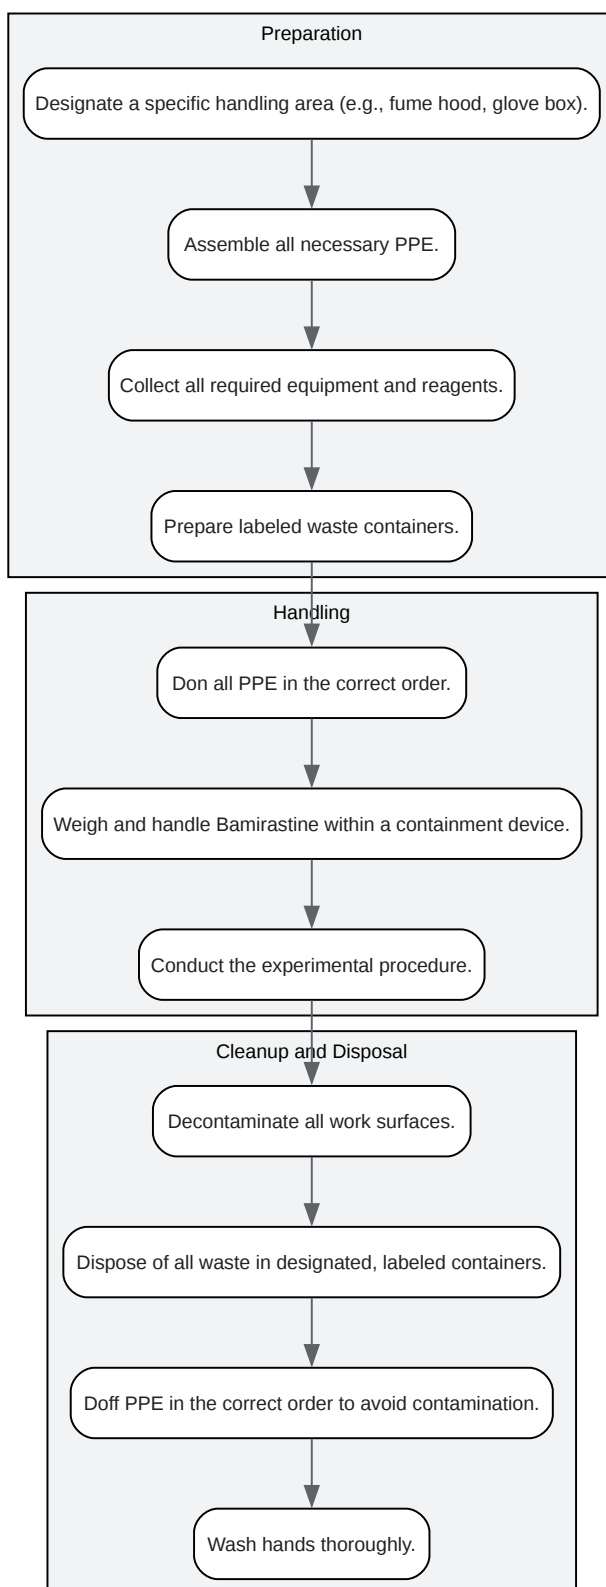 Preparation
Designate a specific handling area (e.g., fume hood, glove box).
Assemble all necessary PPE.
Collect all required equipment and reagents.
Prepare labeled waste containers.
Handling
Don all PPE in the correct order.
Weigh and handle Bamirastine within a containment device.
Conduct the experimental procedure.
Cleanup and Disposal
Decontaminate all work surfaces.
Dispose of all waste in designated, labeled containers.
Doff PPE in the correct order to avoid contamination.
Wash hands thoroughly.